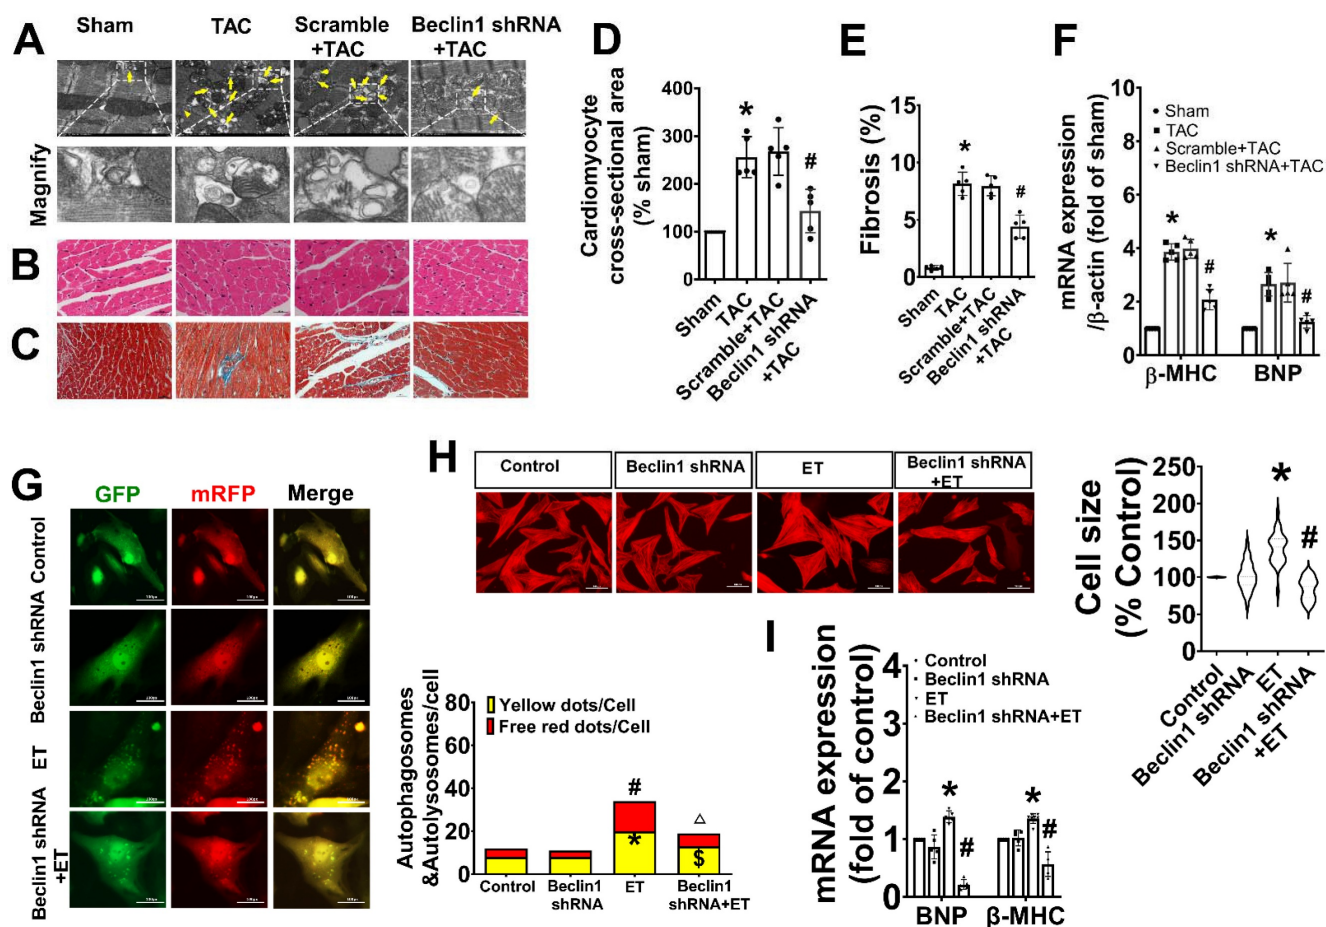 A
Sham
TAC
Scramble
+TAC
Beclin1 shRNA
+TAC
Magnify
B
C
D
Cardiomyocyte
cross-sectional area
(% sham)
400
300
200
100
0
*
#
Sham
TAC
Scramble+TAC
Beclin1 shRNA
+TAC
E
Fibrosis (%)
15
10
5
0
*
#
Sham
TAC
Scramble+TAC
Beclin1 shRNA
+TAC
F
mRNA expression
/β-actin (fold of sham)
10
8
6
4
2
0
Sham
TAC
Scramble+TAC
Beclin1 shRNA+TAC
*
#
*
#
β-MHC
BNP
G
GFP
mRFP
Merge
Control
Beclin1 shRNA
ET
Beclin1 shRNA
+ET
Autophagosomes
&Autolysosomes/cell
80
60
40
20
0
Yellow dots/Cell
Free red dots/Cell
#
*
△
$
Control
Beclin1
shRNA
ET
Beclin1
shRNA+ET
H
Control
Beclin1 shRNA
ET
Beclin1 shRNA
+ET
Cell size
(% Control)
250
200
150
100
50
0
*
#
Control
Beclin1 shRNA
ET
Beclin1 shRNA
+ET
I
mRNA expression
(fold of control)
4
3
2
1
0
Control
Beclin1 shRNA
ET
Beclin1 shRNA+ET
*
#
*
#
BNP
β-MHC